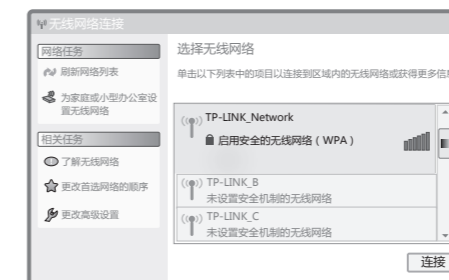 无线网络连接
网络任务
刷新网络列表
为家庭或小型办公室设
置无线网络
相关任务
了解无线网络
更改首选网络的顺序
更改高级设置
选择无线网络
单击以下列表中的项目以连接到区域内的无线网络或获得更多信
TP-LINK_Network
启用安全的无线网络（WPA）
TP-LINK_B
未设置安全机制的无线网络
TP-LINK_C
未设置安全机制的无线网络
连接